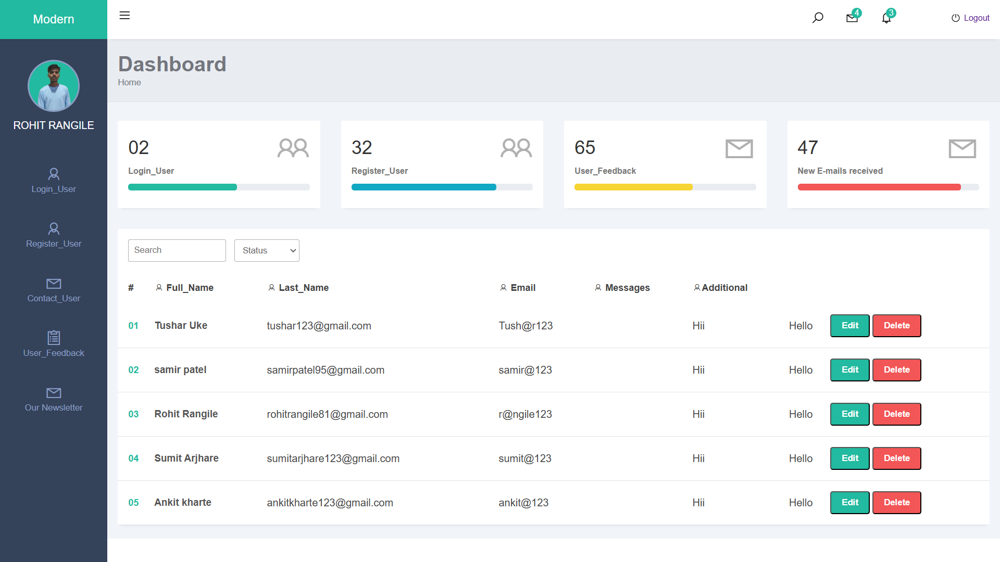 Modern
4
3
Logout
ROHIT RANGILE
Login_User
Register_User
Contact_User
User_Feedback
Our Newsletter
Dashboard
Home
02
Login_User
32
Register_User
65
User_Feedback
47
New E-mails received
Search Status
# Full_Name Last_Name Email Messages Additional
01 Tushar Uke tushar123@gmail.com Tush@r123 Hii Hello Edit Delete
02 samir patel samirpatel95@gmail.com samir@123 Hii Hello Edit Delete
03 Rohit Rangile rohitrangile81@gmail.com r@ngile123 Hii Hello Edit Delete
04 Sumit Arjhare sumitarjhare123@gmail.com sumit@123 Hii Hello Edit Delete
05 Ankit kharte ankitkharte123@gmail.com ankit@123 Hii Hello Edit Delete